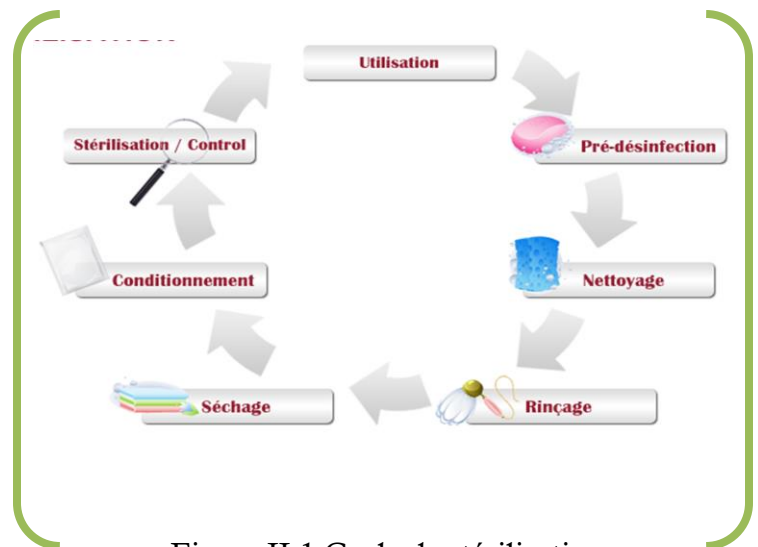 Utilisation
Pré-désinfection
Nettoyage
Rinçage
Séchage
Conditionnement
Stérilisation / Control